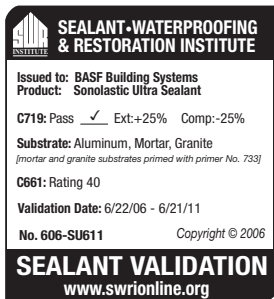 SWR
INSTITUTE
SEALANT•WATERPROOFING
& RESTORATION INSTITUTE
Issued to: BASF Building Systems
Product: Sonolastic Ultra Sealant
C719: Pass ✓ Ext:+25% Comp:-25%
Substrate: Aluminum, Mortar, Granite
[mortar and granite substrates primed with primer No. 733]
C661: Rating 40
Validation Date: 6/22/06 - 6/21/11
No. 606-SU611 Copyright © 2006
SEALANT VALIDATION
www.swrionline.org